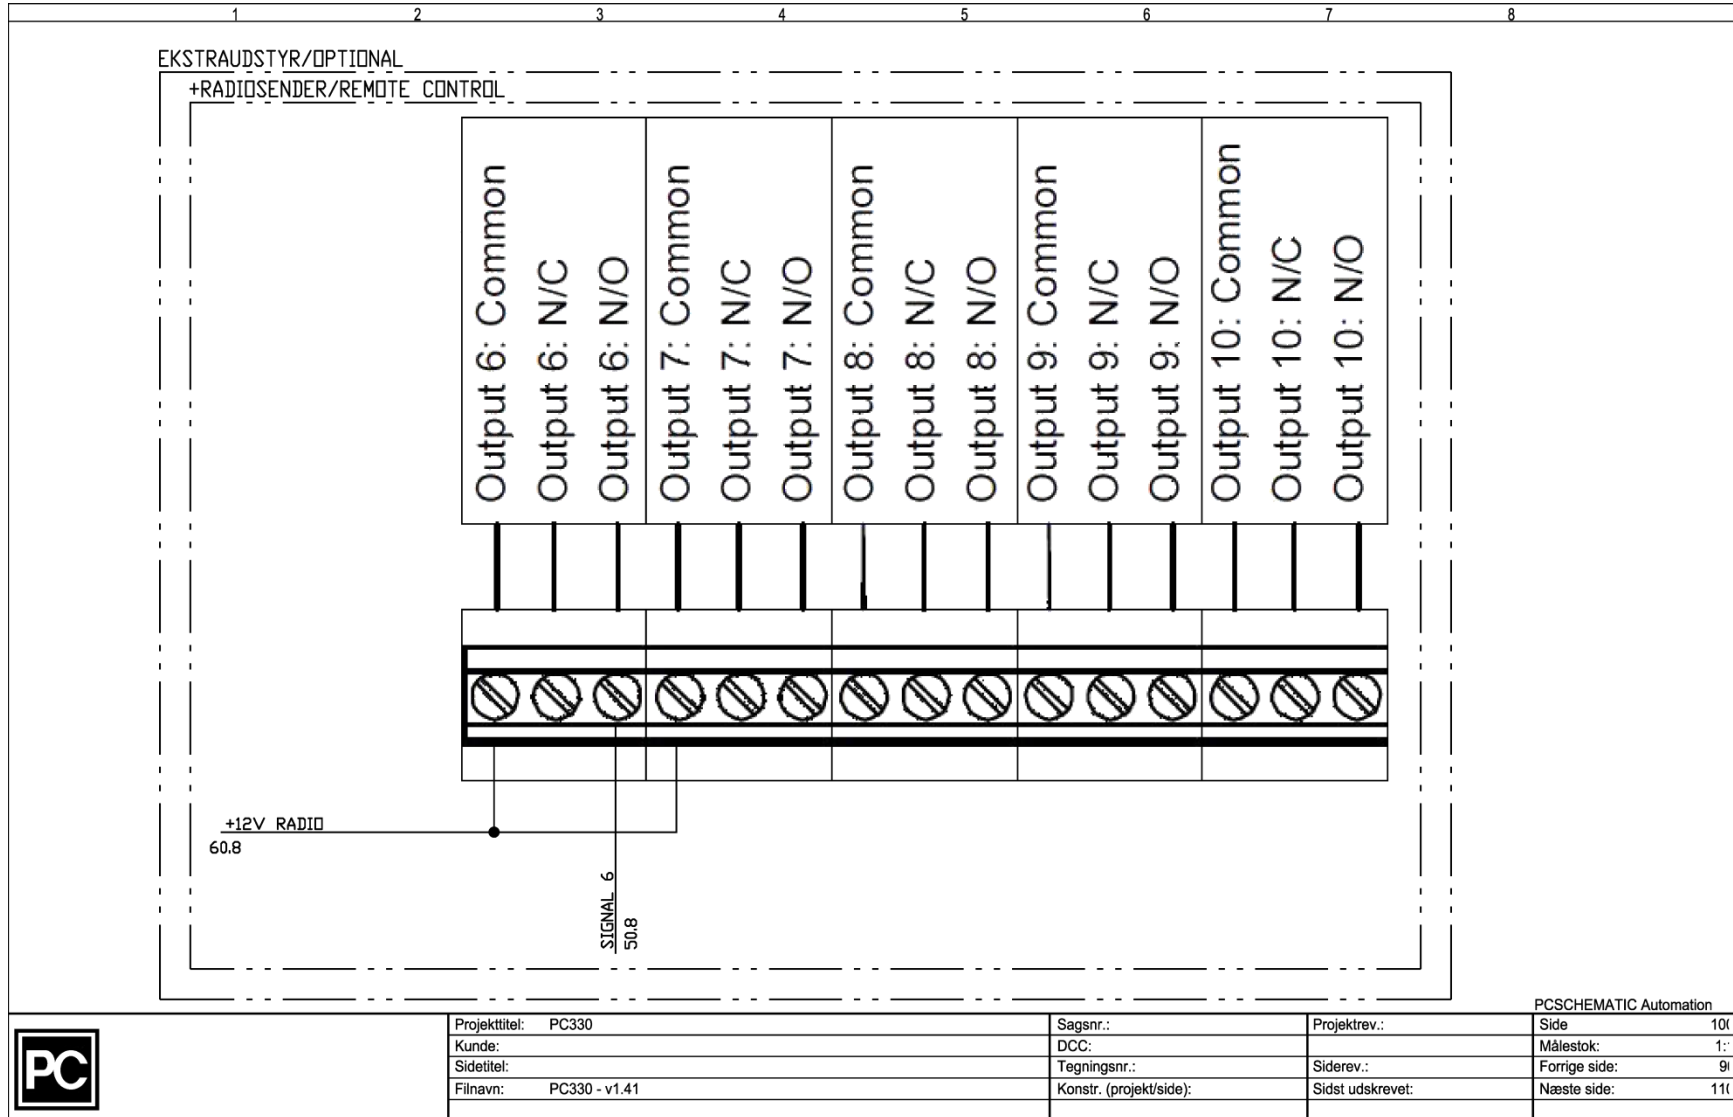 1 2 3 4 5 6 7 8
EKSTRAUDSTYR/OPTIONAL
+RADIOSENDER/REMOTE CONTROL
Output 6: Common
Output 6: N/C
Output 6: N/O
Output 7: Common
Output 7: N/C
Output 7: N/O
Output 8: Common
Output 8: N/C
Output 8: N/O
Output 9: Common
Output 9: N/C
Output 9: N/O
Output 10: Common
Output 10: N/C
Output 10: N/O
+12V RADIO
60.8
SIGNAL 6
50.8
PCSCHEMATIC Automation
PC
Projekttitel: PC330 Sagsnr.: Projektrev.: Side
Kunde: DCC: Målestok:
Sidetitel: Tegningsnr.: Siderev.: Forrige side:
Filnavn: PC330 - v1.41 Konstr. (projekt/side): Sidst udskrevet: Næste side: